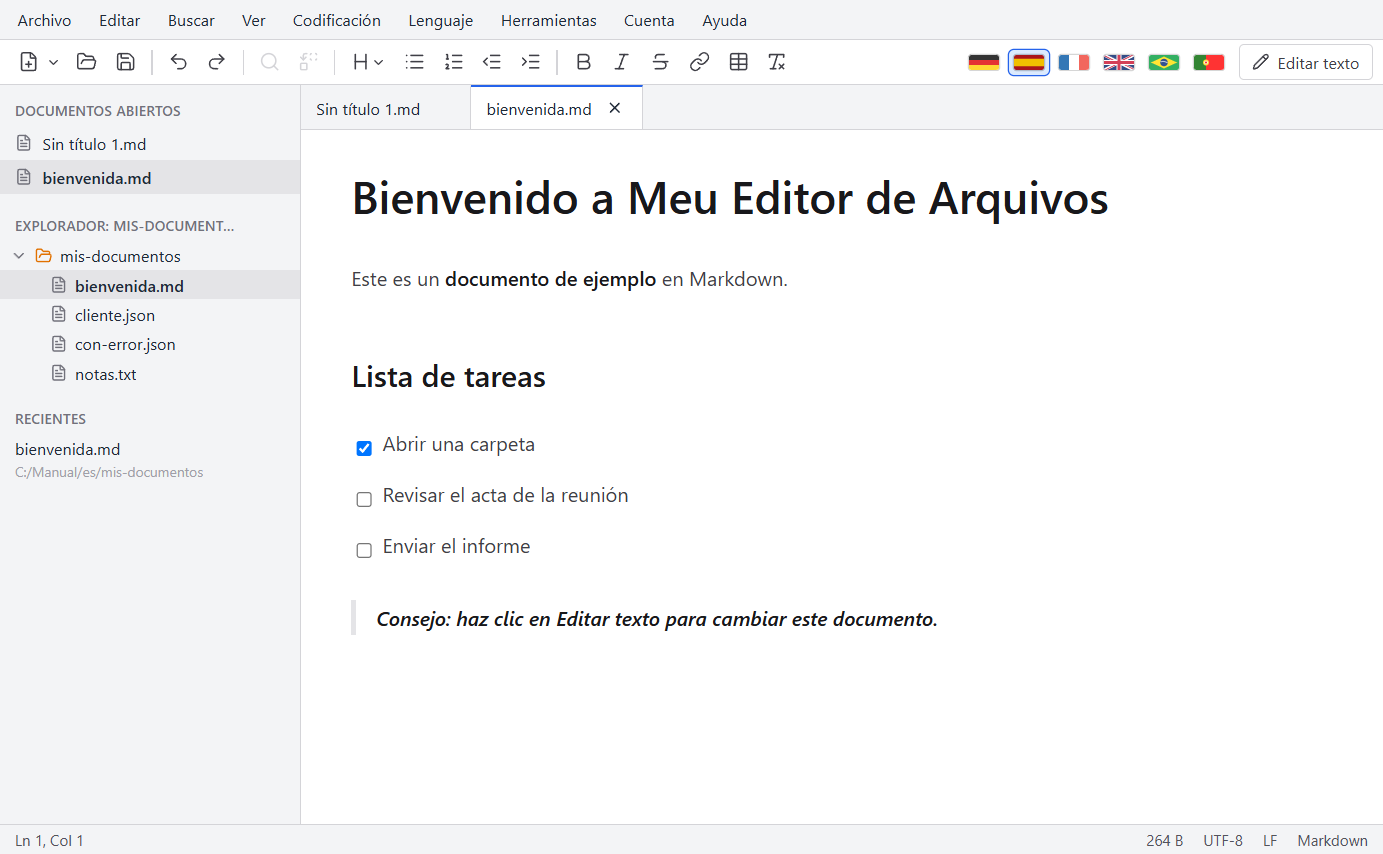 Archivo Editar Buscar Ver Codificación Lenguaje Herramientas Cuenta Ayuda
H B I S Editar texto
DOCUMENTOS ABIERTOS
Sin título 1.md
bienvenida.md
EXPLORADOR: MIS-DOCUMENT...
mis-documentos
bienvenida.md
cliente.json
con-error.json
notas.txt
RECIENTES
bienvenida.md
C:/Manual/es/mis-documentos
Sin título 1.md bienvenida.md
Bienvenido a Meu Editor de Arquivos
Este es un documento de ejemplo en Markdown.
Lista de tareas
Abrir una carpeta
Revisar el acta de la reunión
Enviar el informe
Consejo: haz clic en Editar texto para cambiar este documento.
Ln 1, Col 1 264 B UTF-8 LF Markdown